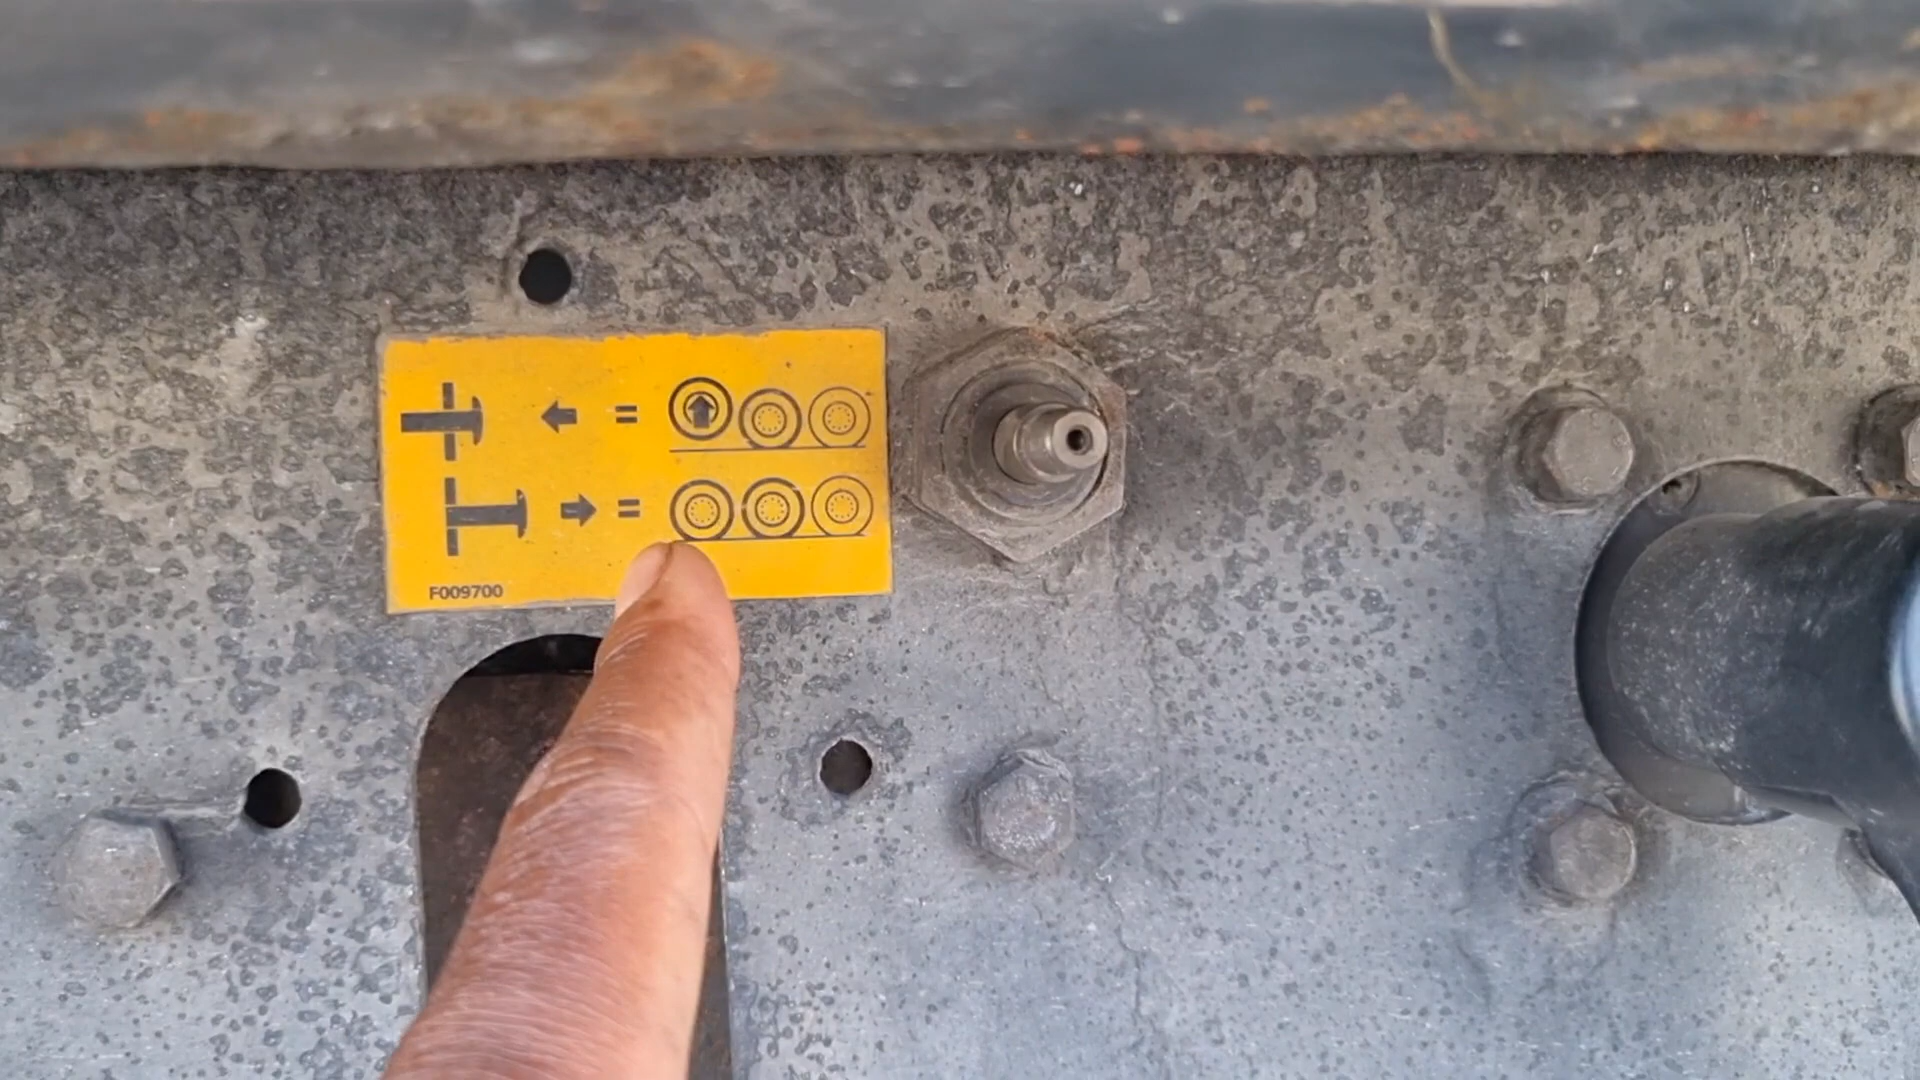 =
=
F009700